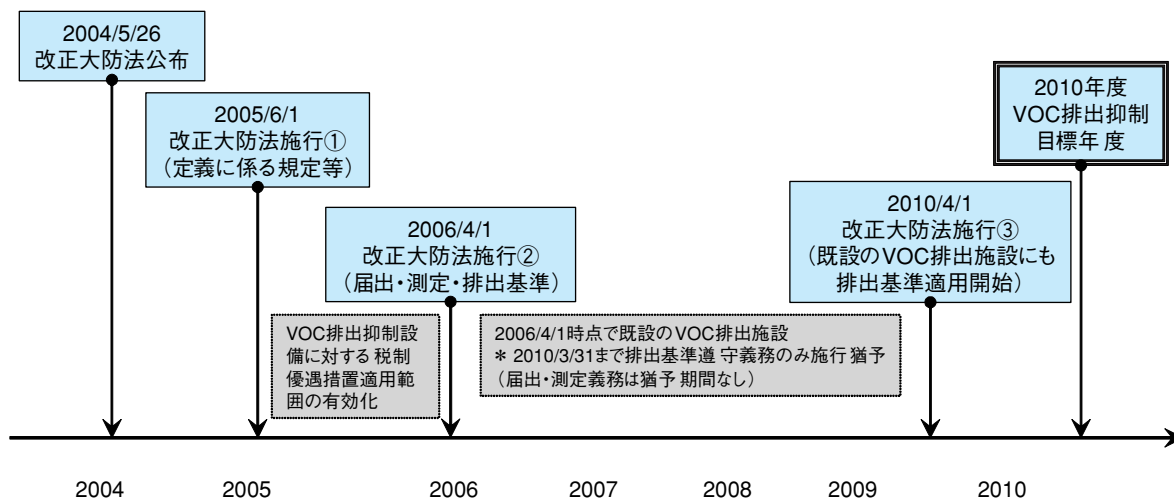 2004/5/26
改正大防法公布
2005/6/1
改正大防法施行①
（定義に係る規定等）
2006/4/1
改正大防法施行②
（届出・測定・排出基準）
2010/4/1
改正大防法施行③
（既設のVOC排出施設にも
排出基準適用開始）
2010年度
VOC排出抑制
目標年 度
VOC排出抑制設
備に対する 税制
優遇措置適用範
囲の有効化
2006/4/1時点で既設のVOC排出施設
＊ 2010/3/31まで排出基準遵 守義務のみ施行 猶予
（届出・測定義務は猶予 期間なし）
2004 2005 2006 2007 2008 2009 2010